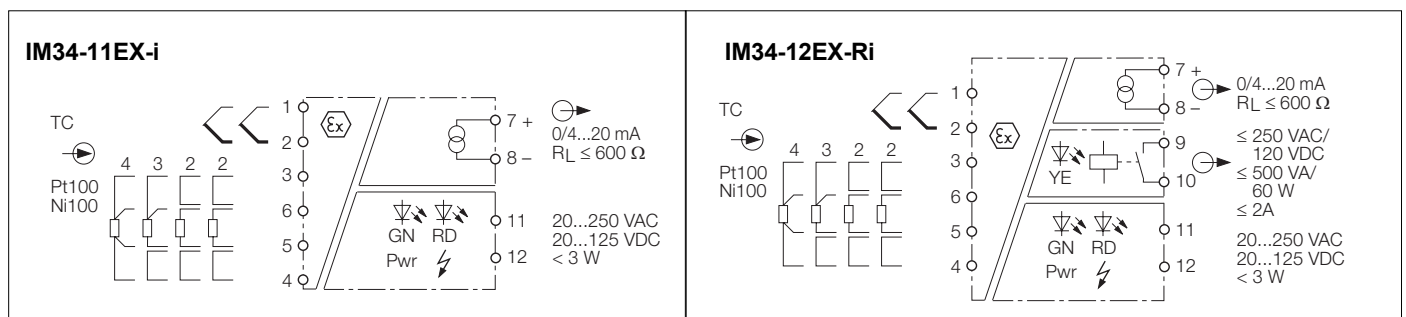 IM34-11EX-i
TC
4 3 2 2
Pt100
Ni100
1
2
3
6
5
4
Ex
7 +
8 –
0/4...20 mA
RL ≤ 600 Ω
GN RD
Pwr
11
12
20...250 VAC
20...125 VDC
< 3 W
IM34-12EX-Ri
TC
4 3 2 2
Pt100
Ni100
1
2
3
6
5
4
Ex
7 +
8 –
0/4...20 mA
RL ≤ 600 Ω
YE
9
10
≤ 250 VAC/
120 VDC
≤ 500 VA/
60 W
≤ 2A
GN RD
Pwr
11
12
20...250 VAC
20...125 VDC
< 3 W